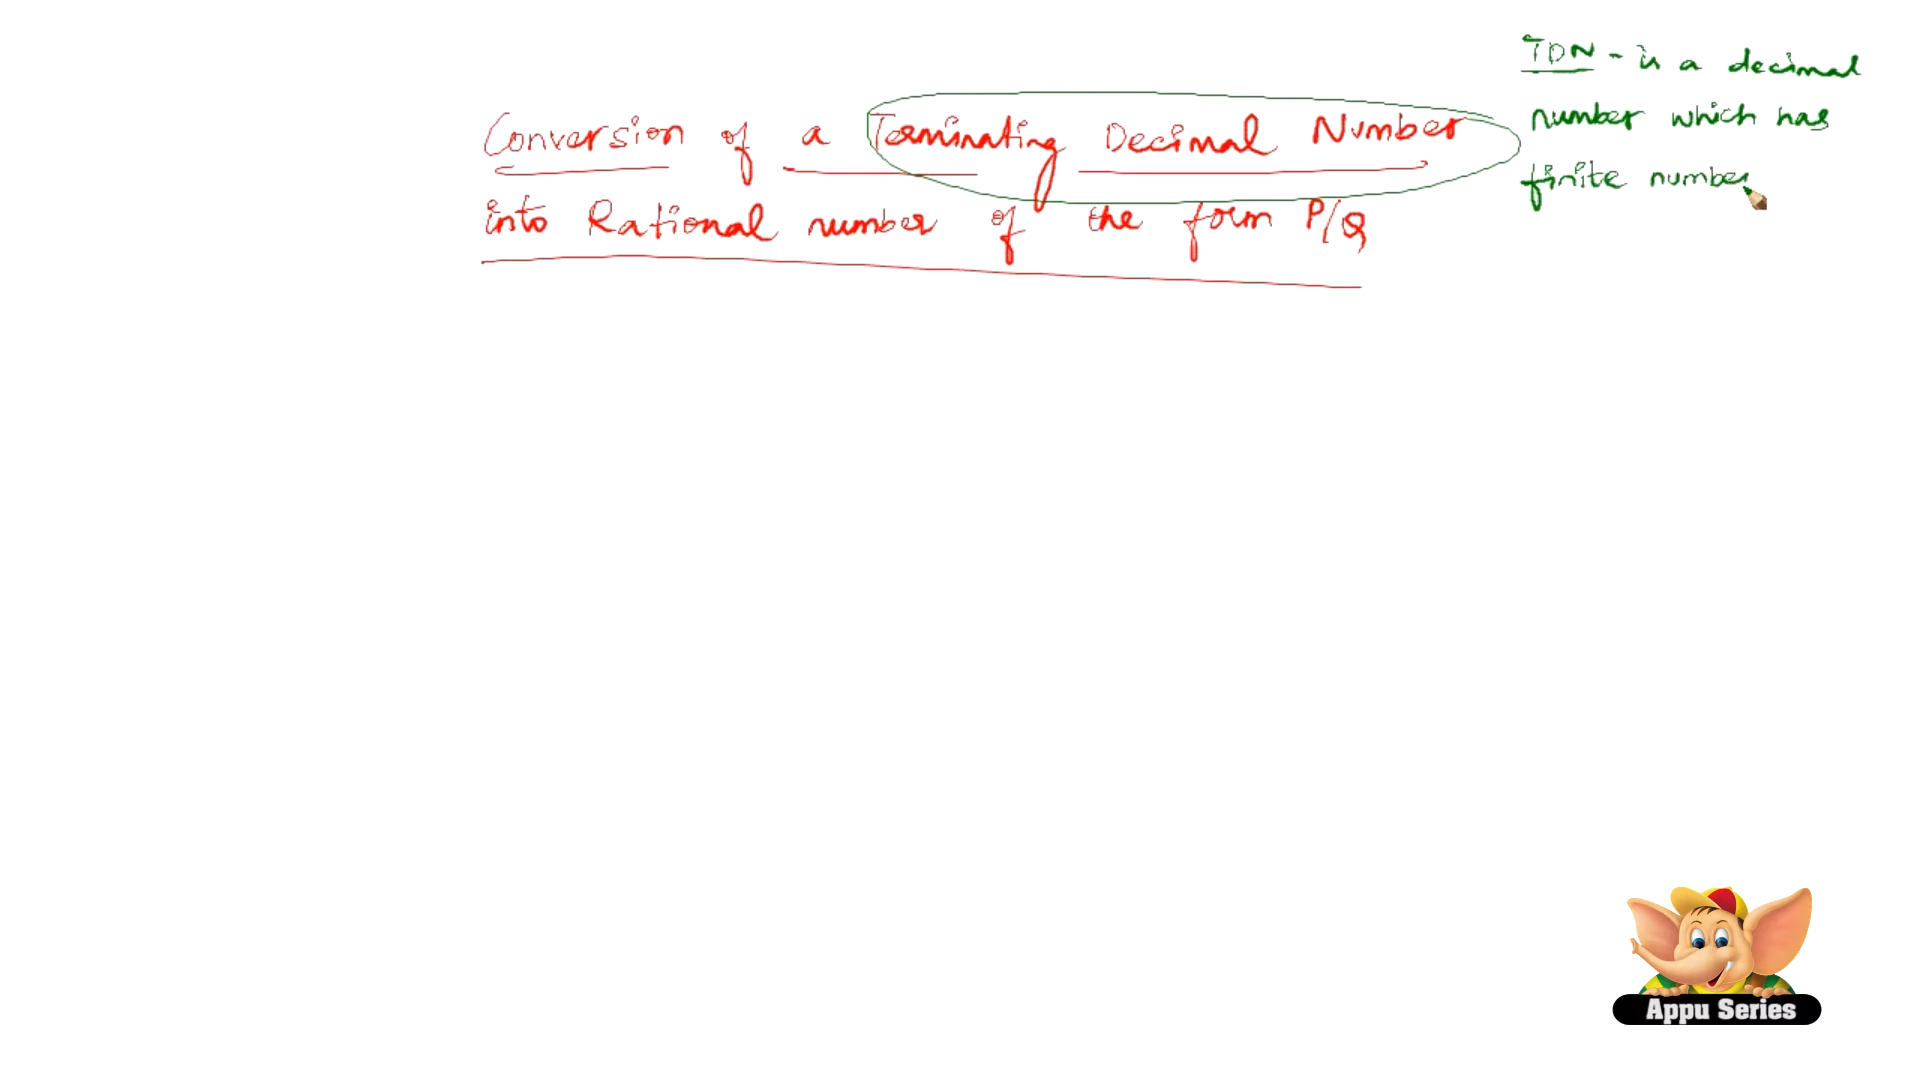 Conversion of a Terminating Decimal Number
into Rational number of the form P/Q
TDN - is a decimal
number which has
finite number
Appu Series